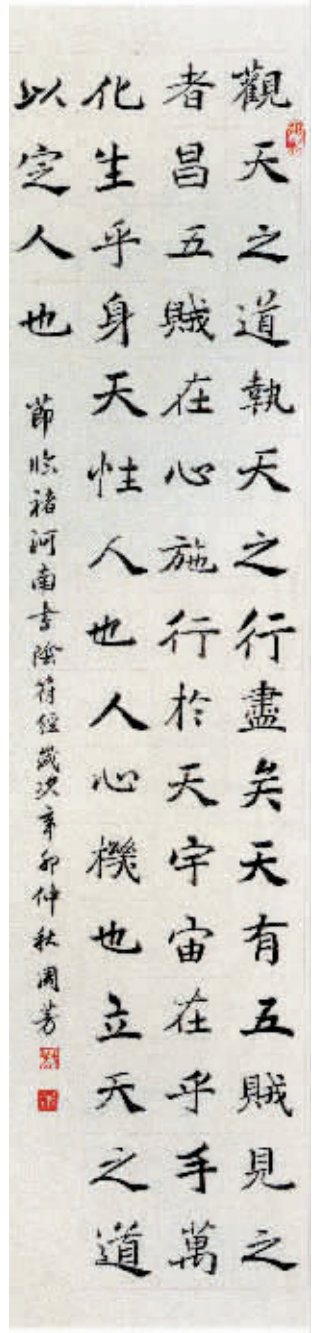 觀天之道執天之行盡矣天有五賊見之
者昌五賊在心施行於天宇宙在乎手萬
化生乎身天性人也人心機也立天之道
以定人也
節臨褚河南書陰符經歲次辛卯仲秋周芳